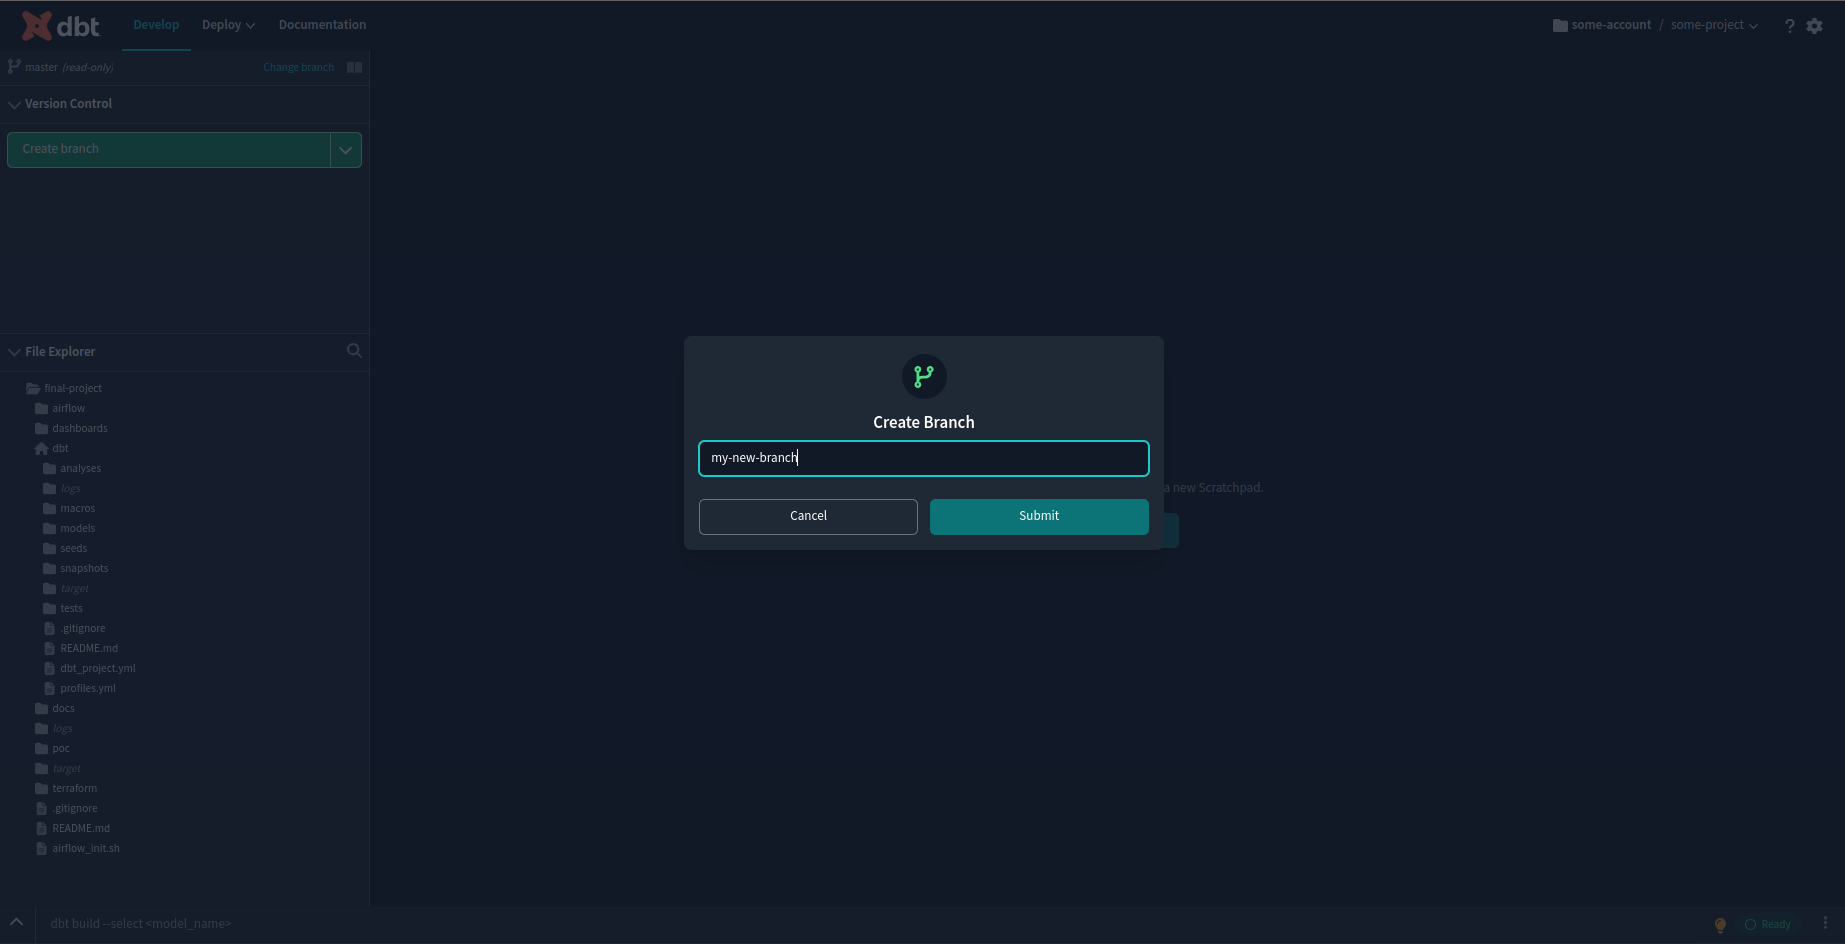 dbt
Develop
Deploy
Documentation
some-account / some-project
?
master (read-only)
Change branch
Version Control
Create branch
File Explorer
final-project
airflow
dashboards
dbt
analyses
logs
macros
models
seeds
snapshots
target
tests
.gitignore
README.md
dbt_project.yml
profiles.yml
docs
logs
poc
target
terraform
.gitignore
README.md
airflow_init.sh
Create Branch
my-new-branch
Cancel
Submit
a new Scratchpad.
dbt build --select <model_name>
Ready